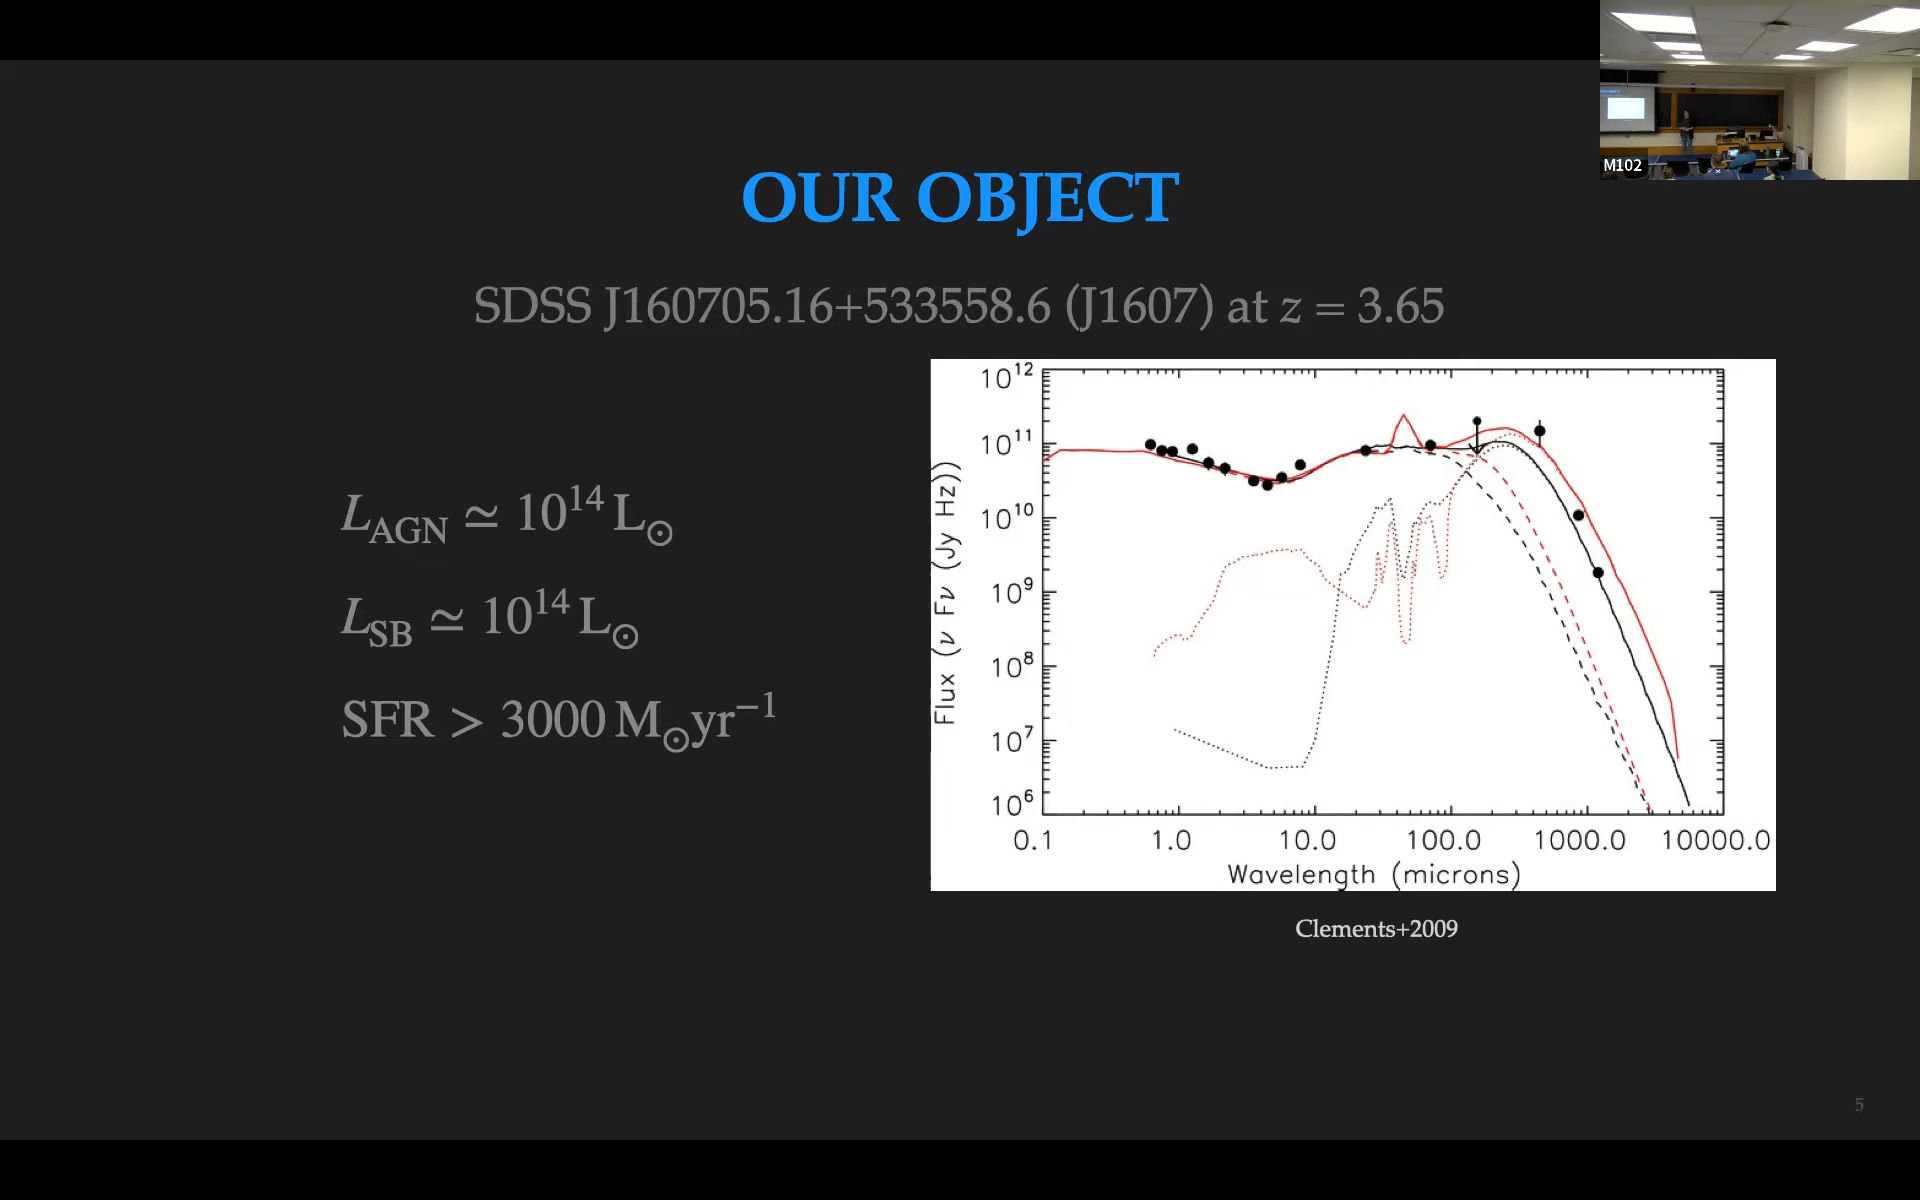 M102
OUR OBJECT
SDSS J160705.16+533558.6 (J1607) at z = 3.65
L_AGN ≃ 10^14 L_⊙
L_SB ≃ 10^14 L_⊙
SFR > 3000 M_⊙yr^−1
Flux (ν Fν (Jy Hz))
10^12
10^11
10^10
10^9
10^8
10^7
10^6
0.1 1.0 10.0 100.0 1000.0 10000.0
Wavelength (microns)
Clements+2009
5